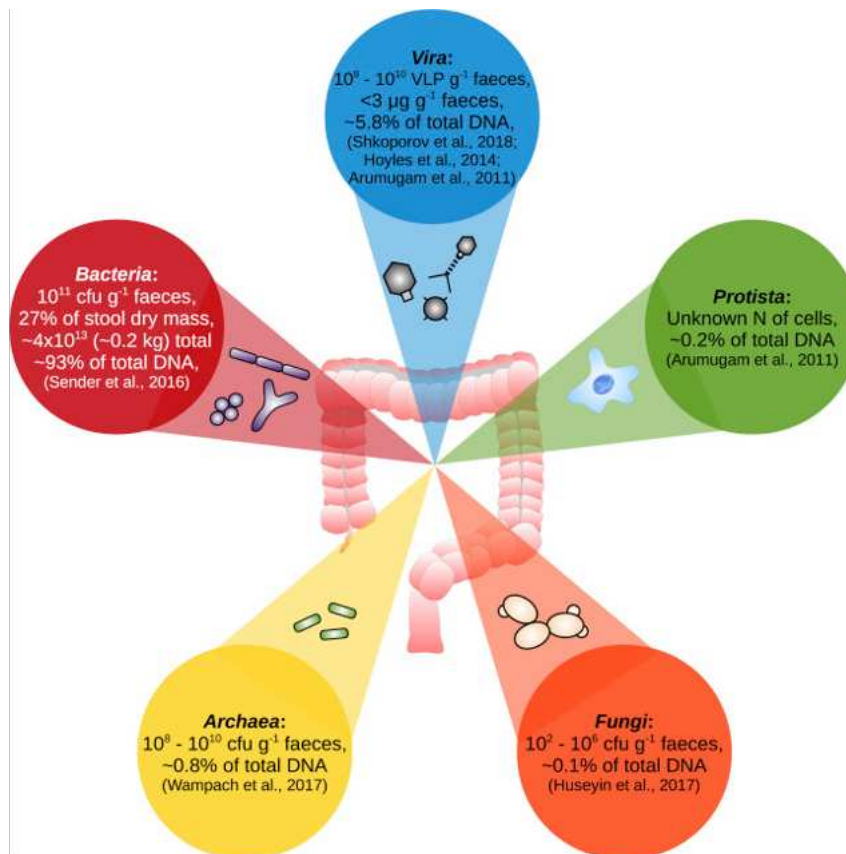 Vira:
10⁹ - 10¹⁰ VLP g⁻¹ faeces,
<3 µg g⁻¹ faeces,
~5.8% of total DNA,
(Shkoporov et al., 2018;
Hoyles et al., 2014;
Arumugam et al., 2011)
Bacteria:
10¹¹ cfu g⁻¹ faeces,
27% of stool dry mass,
~4x10¹³ (~0.2 kg) total
~93% of total DNA,
(Sender et al., 2016)
Protista:
Unknown N of cells,
~0.2% of total DNA
(Arumugam et al., 2011)
Archaea:
10⁸ - 10¹⁰ cfu g⁻¹ faeces,
~0.8% of total DNA
(Wampach et al., 2017)
Fungi:
10² - 10⁶ cfu g⁻¹ faeces,
~0.1% of total DNA
(Huseyin et al., 2017)